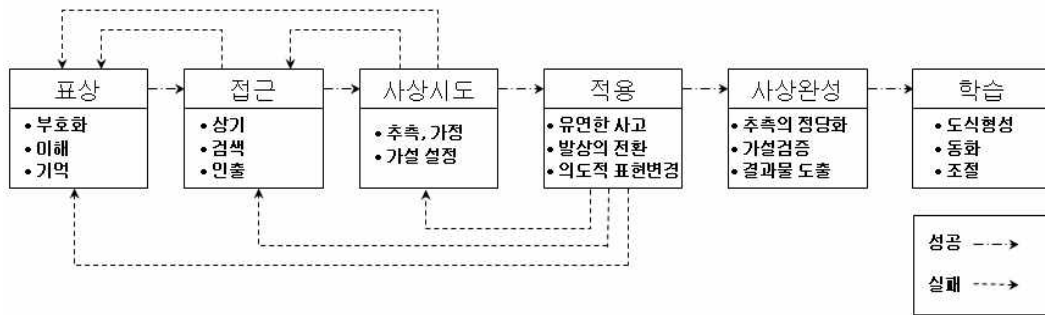 표상
• 부호화
• 이해
• 기억
접근
• 상기
• 검색
• 인출
사상시도
• 추측, 가정
• 가설 설정
적용
• 유연한 사고
• 발상의 전환
• 의도적 표현변경
사상완성
• 추측의 정당화
• 가설검증
• 결과물 도출
학습
• 도식형성
• 동화
• 조절
성공
실패